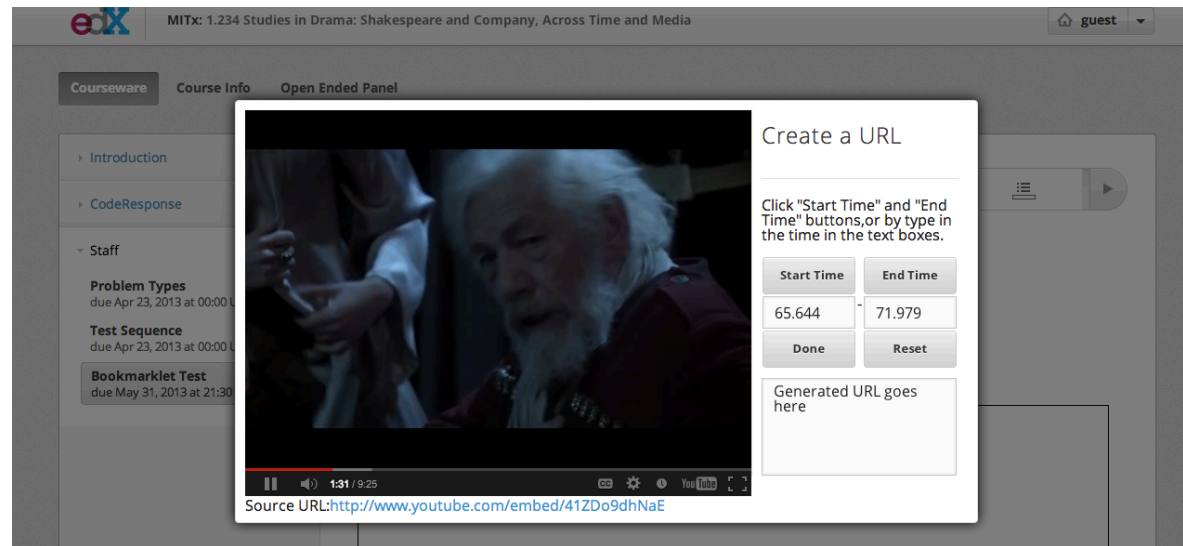 edX
MITx: 1.234 Studies in Drama: Shakespeare and Company, Across Time and Media
guest
Courseware
Course Info
Open Ended Panel
Introduction
CodeResponse
Staff
Problem Types
due Apr 23, 2013 at 00:00 U
Test Sequence
due Apr 23, 2013 at 00:00 U
Bookmarklet Test
due May 31, 2013 at 21:30
1:31 / 9:25
CC
YouTube
Source URL:http://www.youtube.com/embed/41ZDo9dhNaE
Create a URL
Click "Start Time" and "End
Time" buttons,or by type in
the time in the text boxes.
Start Time
End Time
65.644
-
71.979
Done
Reset
Generated URL goes
here